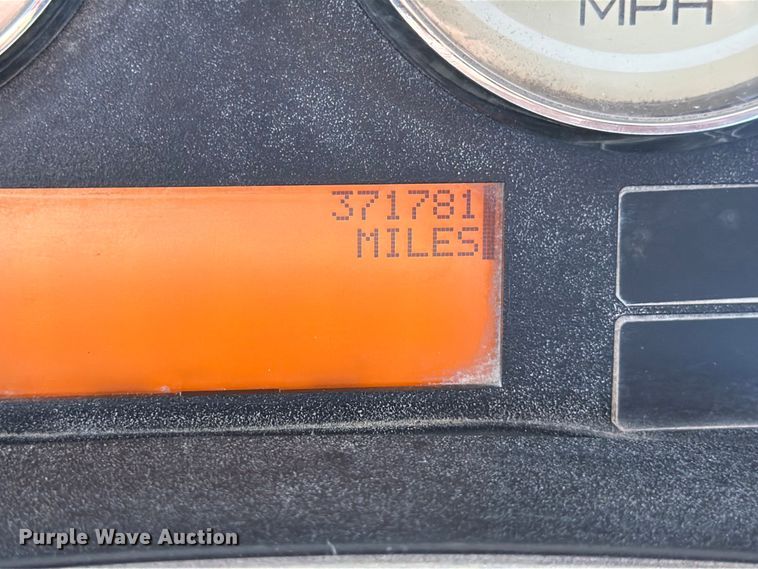 MPH
371781
MILES
Purple Wave Auction